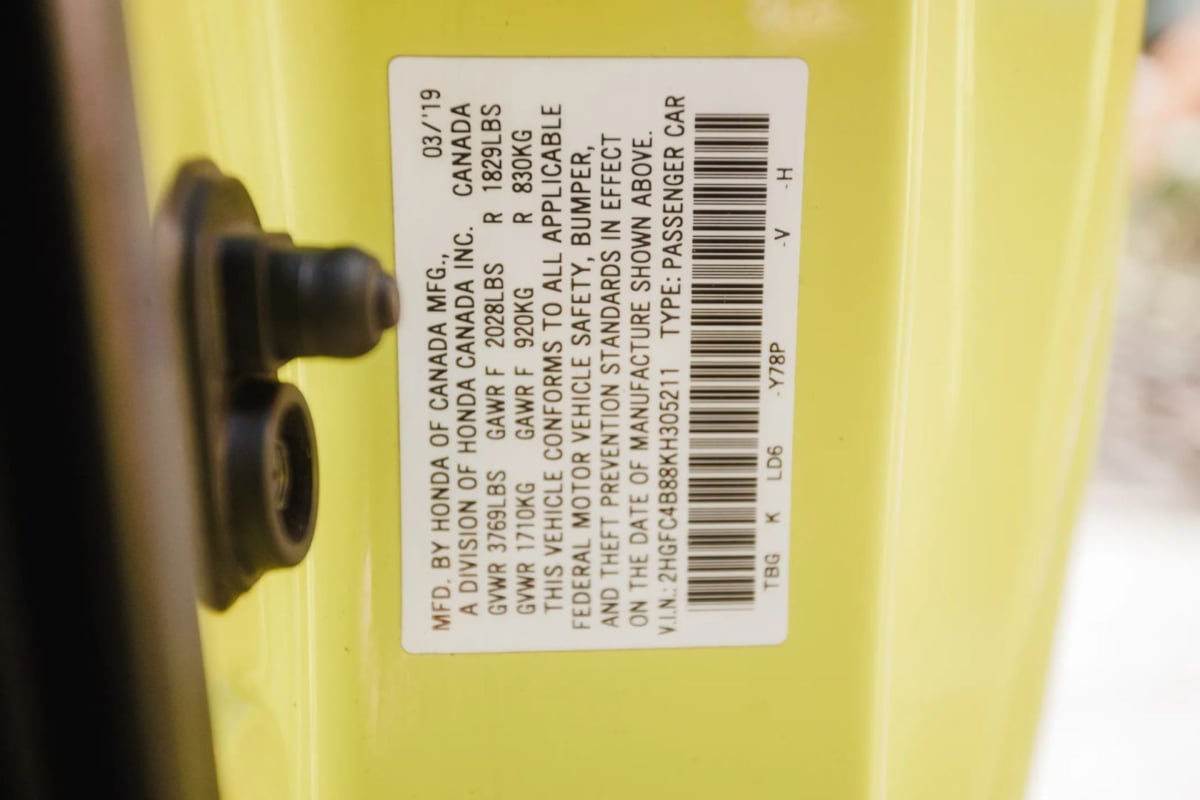 03/'19
MFD. BY HONDA OF CANADA MFG.,
A DIVISION OF HONDA CANADA INC. CANADA
GVWR 3769LBS GAWR F 2028LBS R 1829LBS
GVWR 1710KG GAWR F 920KG R 830KG
THIS VEHICLE CONFORMS TO ALL APPLICABLE
FEDERAL MOTOR VEHICLE SAFETY, BUMPER,
AND THEFT PREVENTION STANDARDS IN EFFECT
ON THE DATE OF MANUFACTURE SHOWN ABOVE.
V.I.N.: 2HGFC4B88KH305211 TYPE: PASSENGER CAR
TBG K LD6 -Y78P -V -H